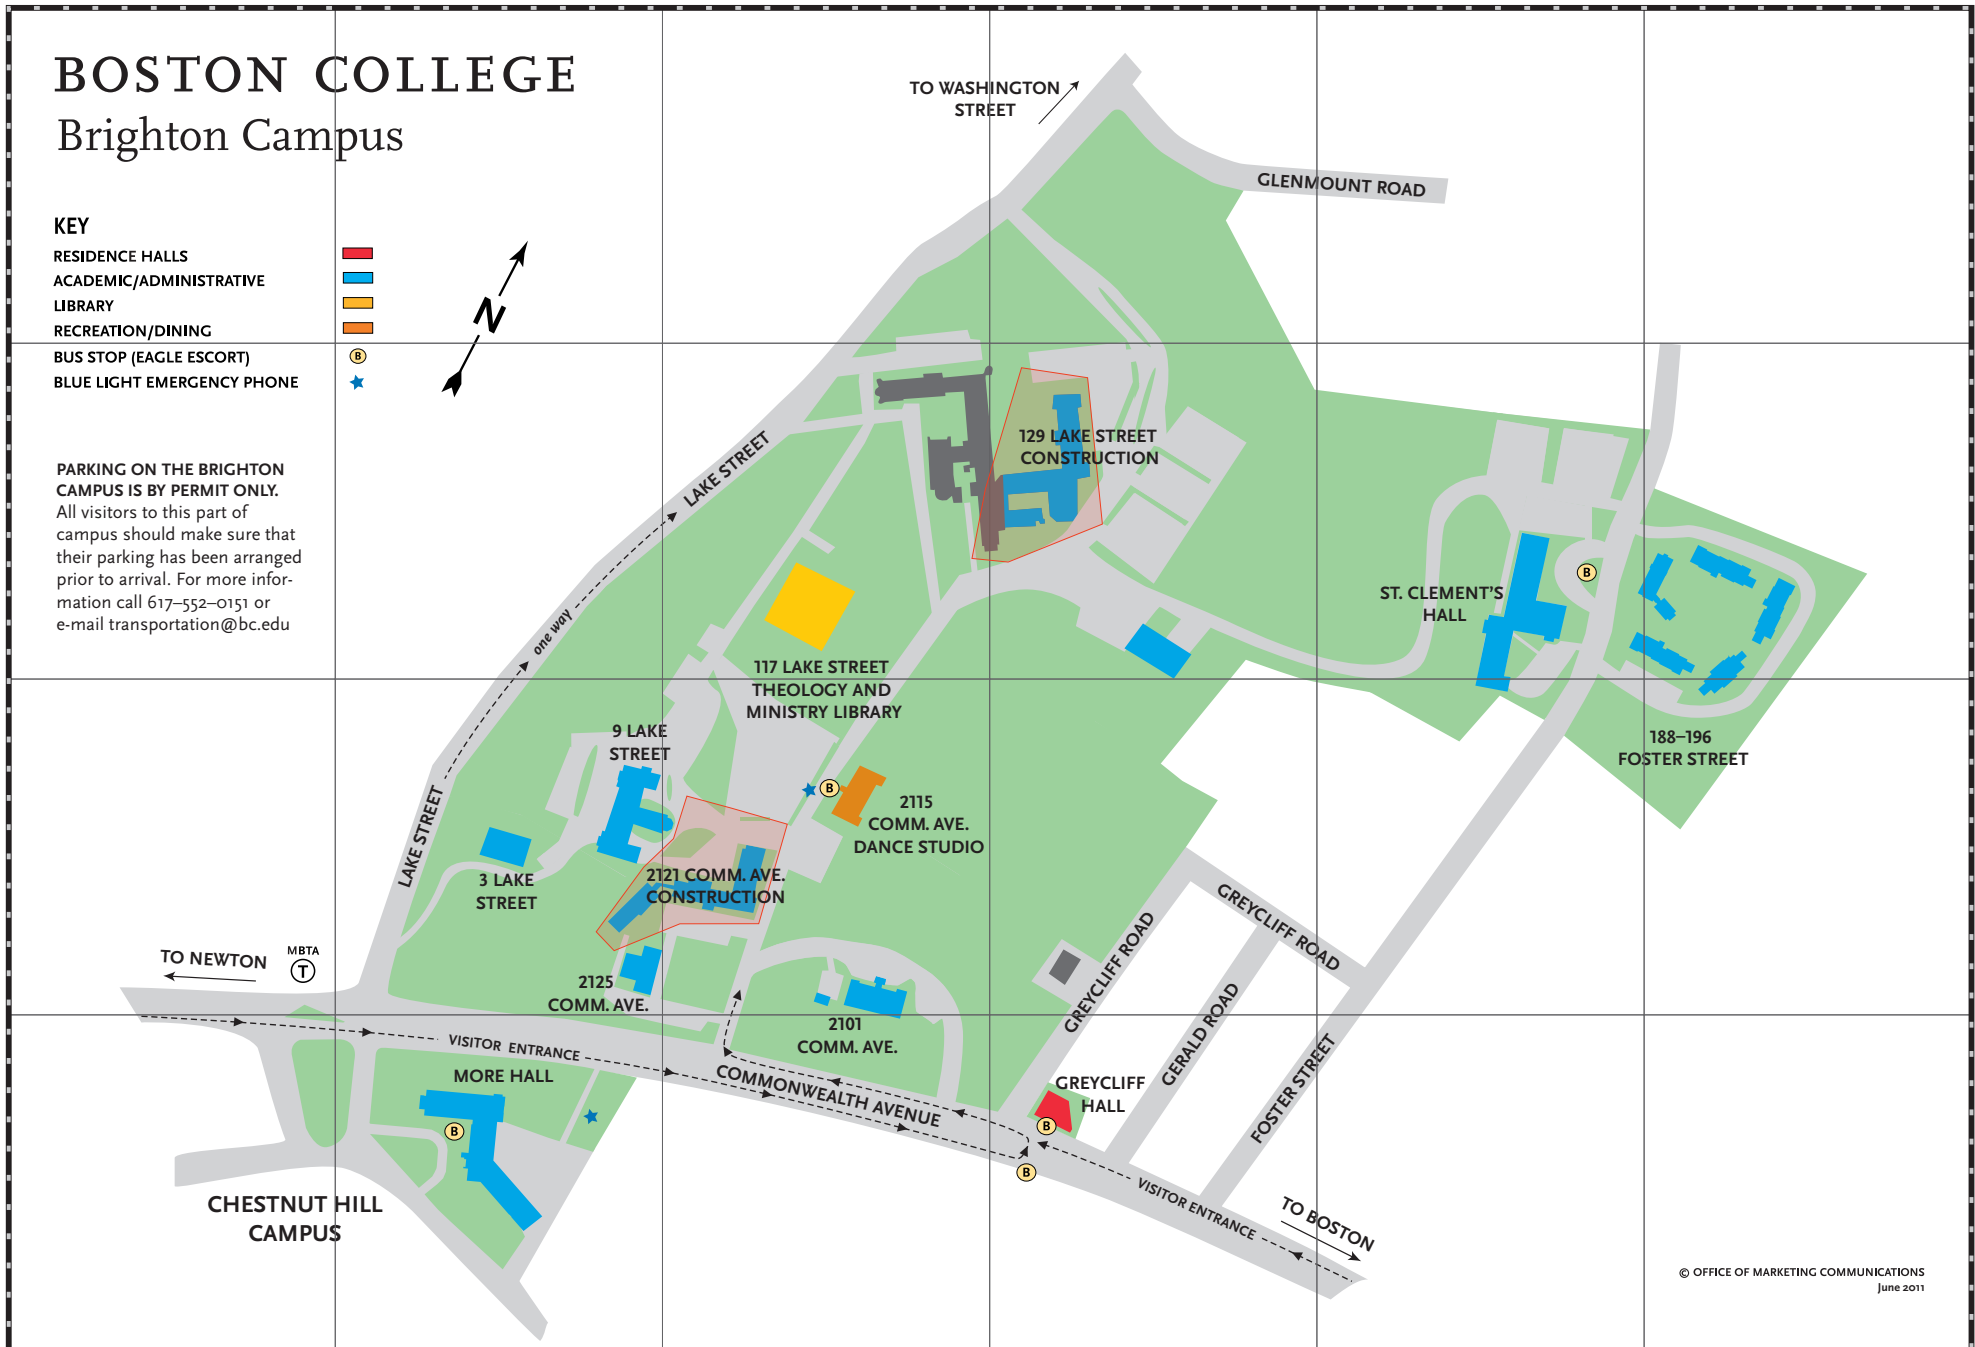 BOSTON COLLEGE
Brighton Campus
KEY
RESIDENCE HALLS
ACADEMIC/ADMINISTRATIVE
LIBRARY
RECREATION/DINING
BUS STOP (EAGLE ESCORT)
B
BLUE LIGHT EMERGENCY PHONE
N
PARKING ON THE BRIGHTON
CAMPUS IS BY PERMIT ONLY.
All visitors to this part of
campus should make sure that
their parking has been arranged
prior to arrival. For more infor-
mation call 617–552–0151 or
e-mail transportation@bc.edu
TO WASHINGTON
STREET
GLENMOUNT ROAD
LAKE STREET
129 LAKE STREET
CONSTRUCTION
one way
ST. CLEMENT'S
HALL
B
117 LAKE STREET
THEOLOGY AND
MINISTRY LIBRARY
188–196
FOSTER STREET
9 LAKE
STREET
B
2115
COMM. AVE.
DANCE STUDIO
LAKE STREET
3 LAKE
STREET
2121 COMM. AVE.
CONSTRUCTION
GREYCLIFF ROAD
GREYCLIFF ROAD
TO NEWTON
MBTA
T
2125
COMM. AVE.
2101
COMM. AVE.
GERALD ROAD
FOSTER STREET
VISITOR ENTRANCE
MORE HALL
B
COMMONWEALTH AVENUE
GREYCLIFF
HALL
B
B
VISITOR ENTRANCE
TO BOSTON
CHESTNUT HILL
CAMPUS
© OFFICE OF MARKETING COMMUNICATIONS
June 2011